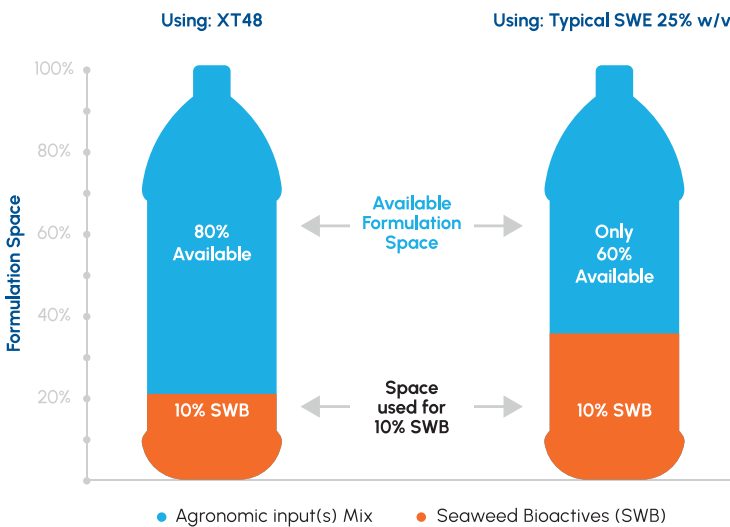 Using: XT48
Using: Typical SWE 25% w/v
Formulation Space
100%
80%
60%
40%
20%
80%
Available
Available
Formulation
Space
Only
60%
Available
10% SWB
Space
used for
10% SWB
10% SWB
Agronomic input(s) Mix
Seaweed Bioactives (SWB)